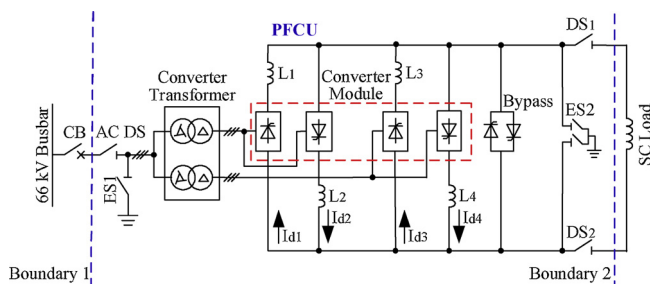 PFCU
DS1
L1
L3
Converter
Transformer
Converter
Module
Bypass
ES2
66 kV Busbar
CB
AC DS
ES1
SC Load
L2
L4
Id1
Id2
Id3
Id4
DS2
Boundary 1
Boundary 2